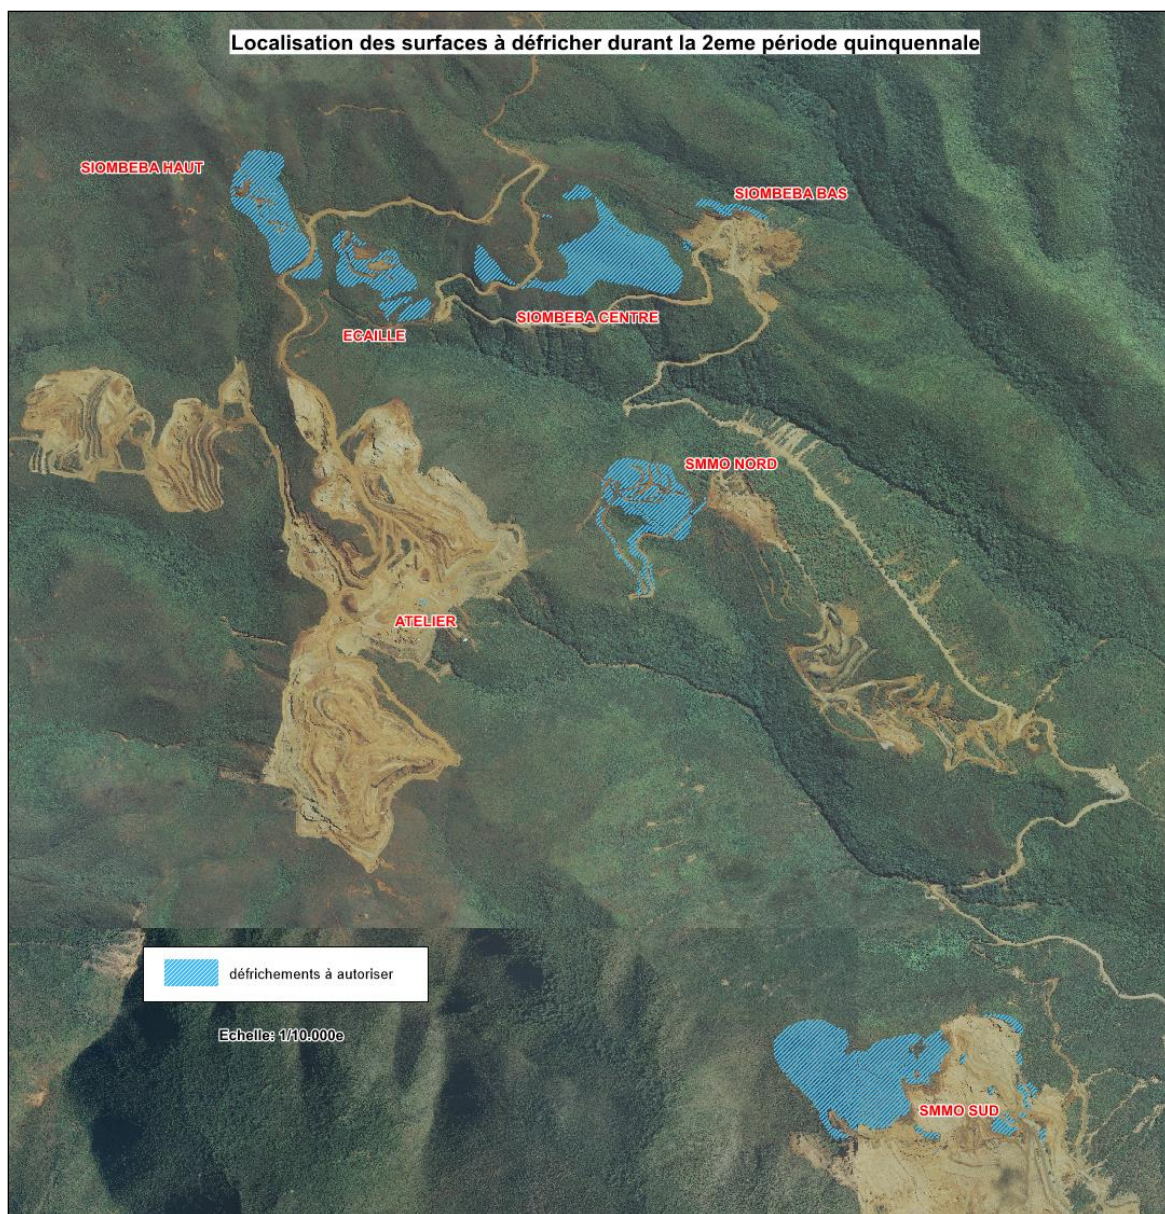 Localisation des surfaces à défricher durant la 2eme période quinquennale
SIOMBEBA HAUT
SIOMBEBA BAS
SIOMBEBA CENTRE
ECAILLE
SMMO NORD
ATELIER
défrichements à autoriser
Echelle: 1/10.000e
SMMO SUD